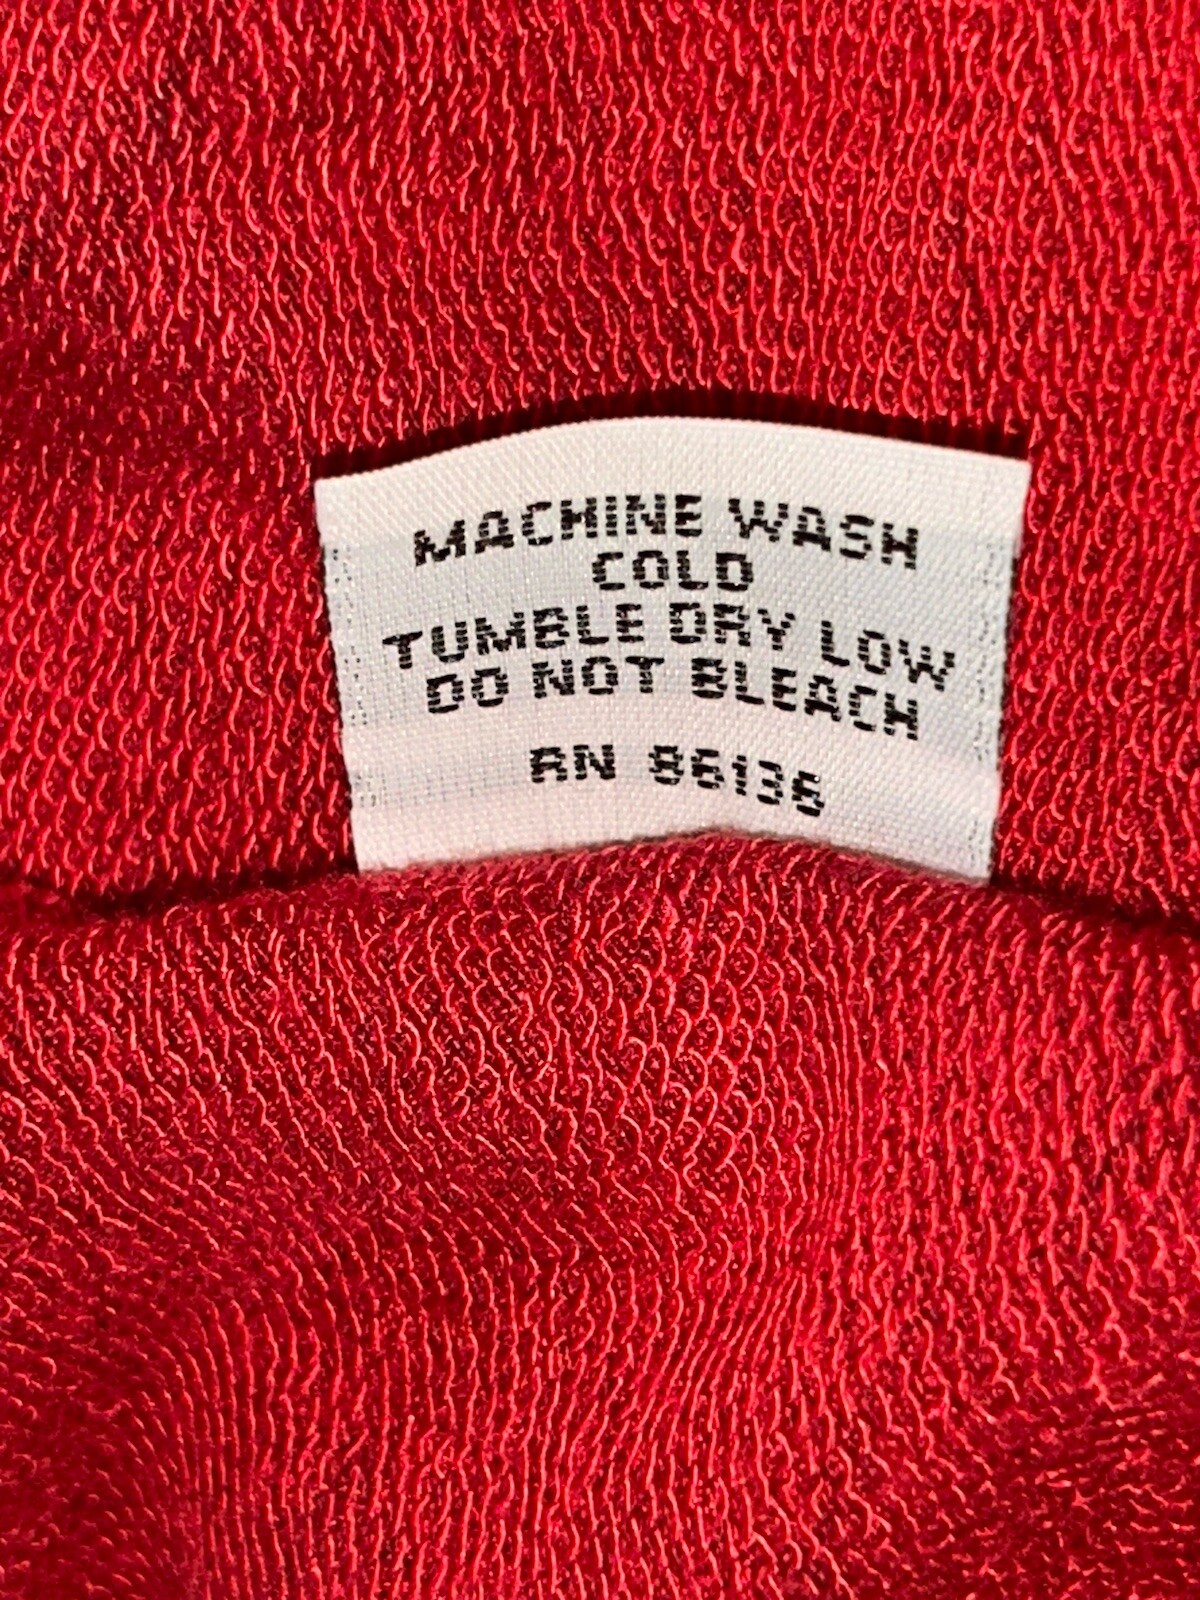 MACHINE WASH
COLD
TUMBLE DRY LOW
DO NOT BLEACH
RN 86136